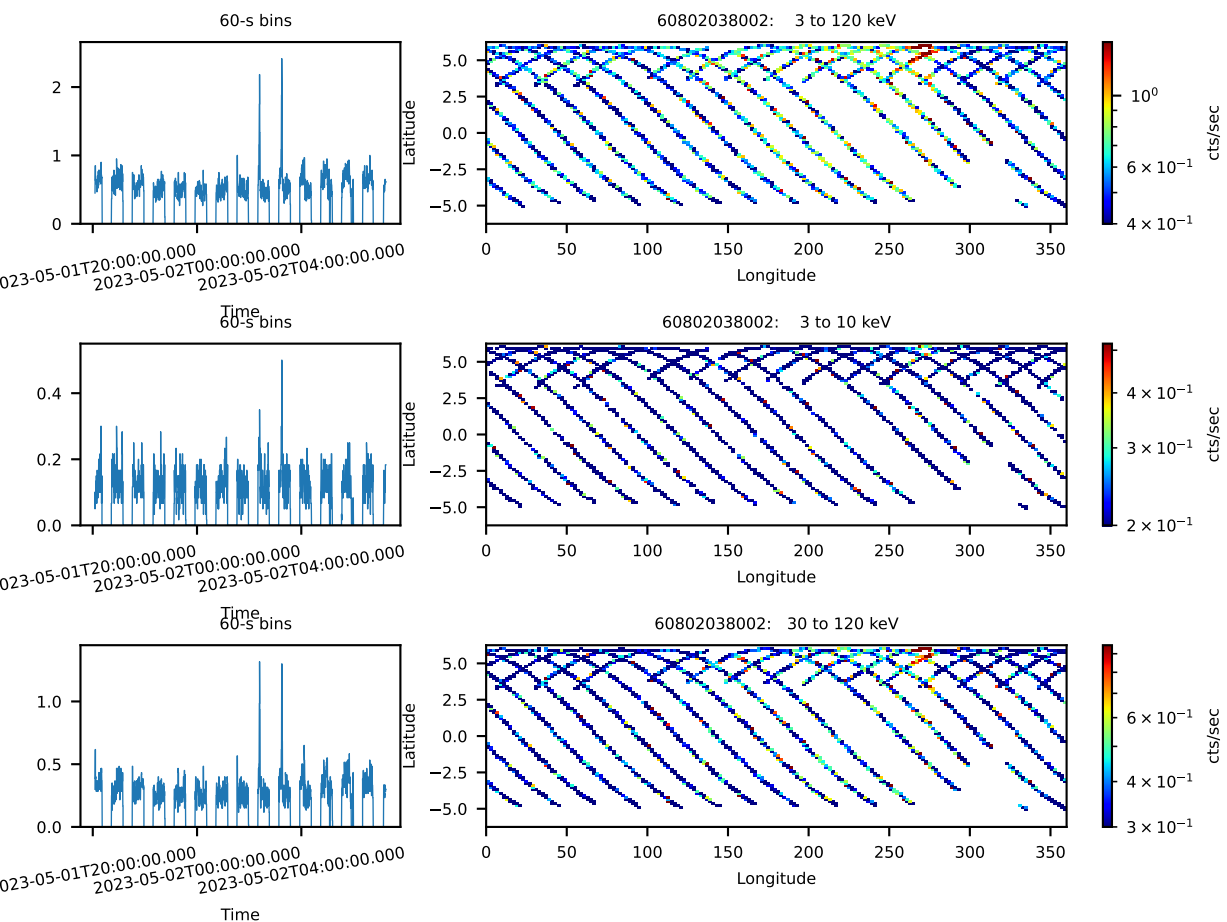 60-s bins
60802038002: 3 to 120 keV
2
1
0
023-05-01T20:00:00.000
2023-05-02T00:00:00.000
2023-05-02T04:00:00.000
Time
Latitude
5.0
2.5
0.0
−2.5
−5.0
0 50 100 150 200 250 300 350
Longitude
10⁰
6 × 10⁻¹
4 × 10⁻¹
cts/sec
60-s bins
60802038002: 3 to 10 keV
0.4
0.2
0.0
023-05-01T20:00:00.000
2023-05-02T00:00:00.000
2023-05-02T04:00:00.000
Time
Latitude
5.0
2.5
0.0
−2.5
−5.0
0 50 100 150 200 250 300 350
Longitude
4 × 10⁻¹
3 × 10⁻¹
2 × 10⁻¹
cts/sec
60-s bins
60802038002: 30 to 120 keV
1.0
0.5
0.0
023-05-01T20:00:00.000
2023-05-02T00:00:00.000
2023-05-02T04:00:00.000
Time
Latitude
5.0
2.5
0.0
−2.5
−5.0
0 50 100 150 200 250 300 350
Longitude
6 × 10⁻¹
4 × 10⁻¹
3 × 10⁻¹
cts/sec